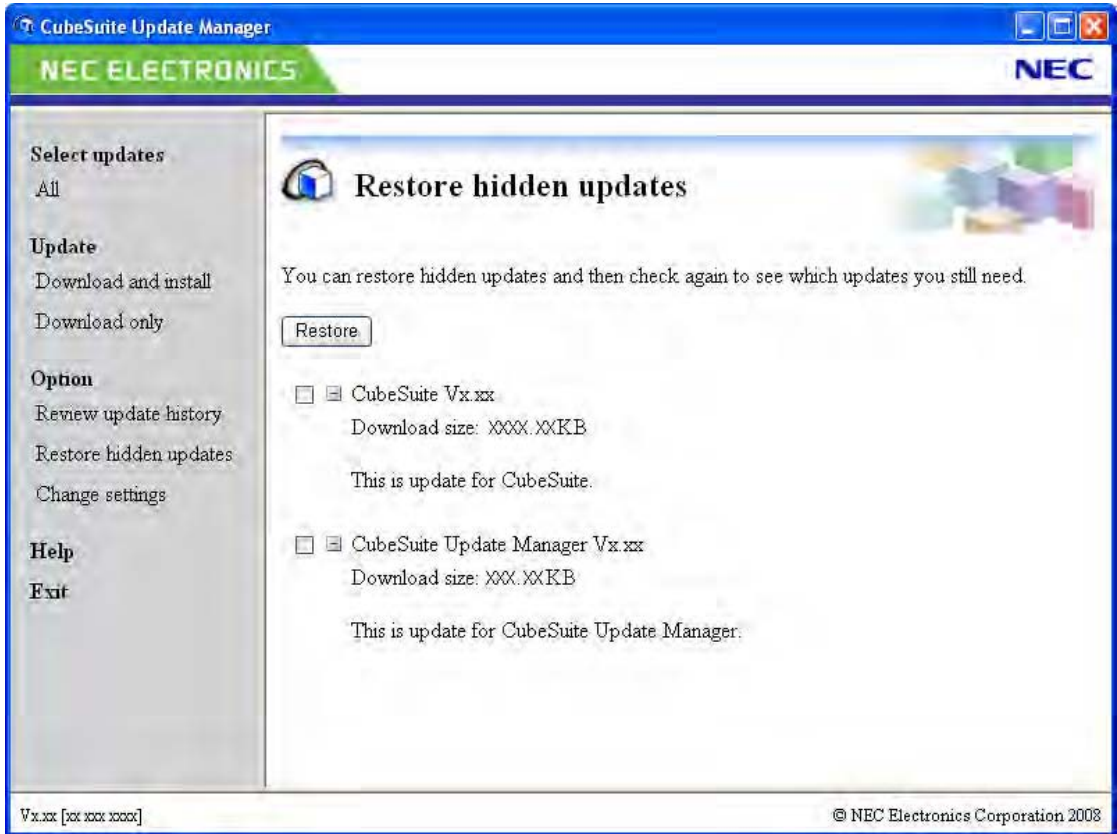 CubeSuite Update Manager
NEC ELECTRONICS
NEC
Select updates
All
Update
Download and install
Download only
Option
Review update history
Restore hidden updates
Change settings
Help
Exit
Restore hidden updates
You can restore hidden updates and then check again to see which updates you still need.
Restore
CubeSuite Vx.xx
Download size: XXXX.XXKB
This is update for CubeSuite.
CubeSuite Update Manager Vx.xx
Download size: XXX.XXKB
This is update for CubeSuite Update Manager.
Vx.xx [xx xxx xxxx]
© NEC Electronics Corporation 2008